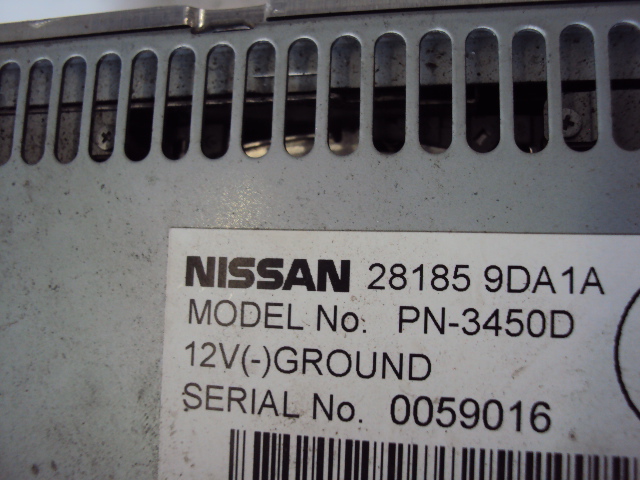 NISSAN 28185 9DA1A
MODEL No. PN-3450D
12V(-)GROUND
SERIAL No. 0059016